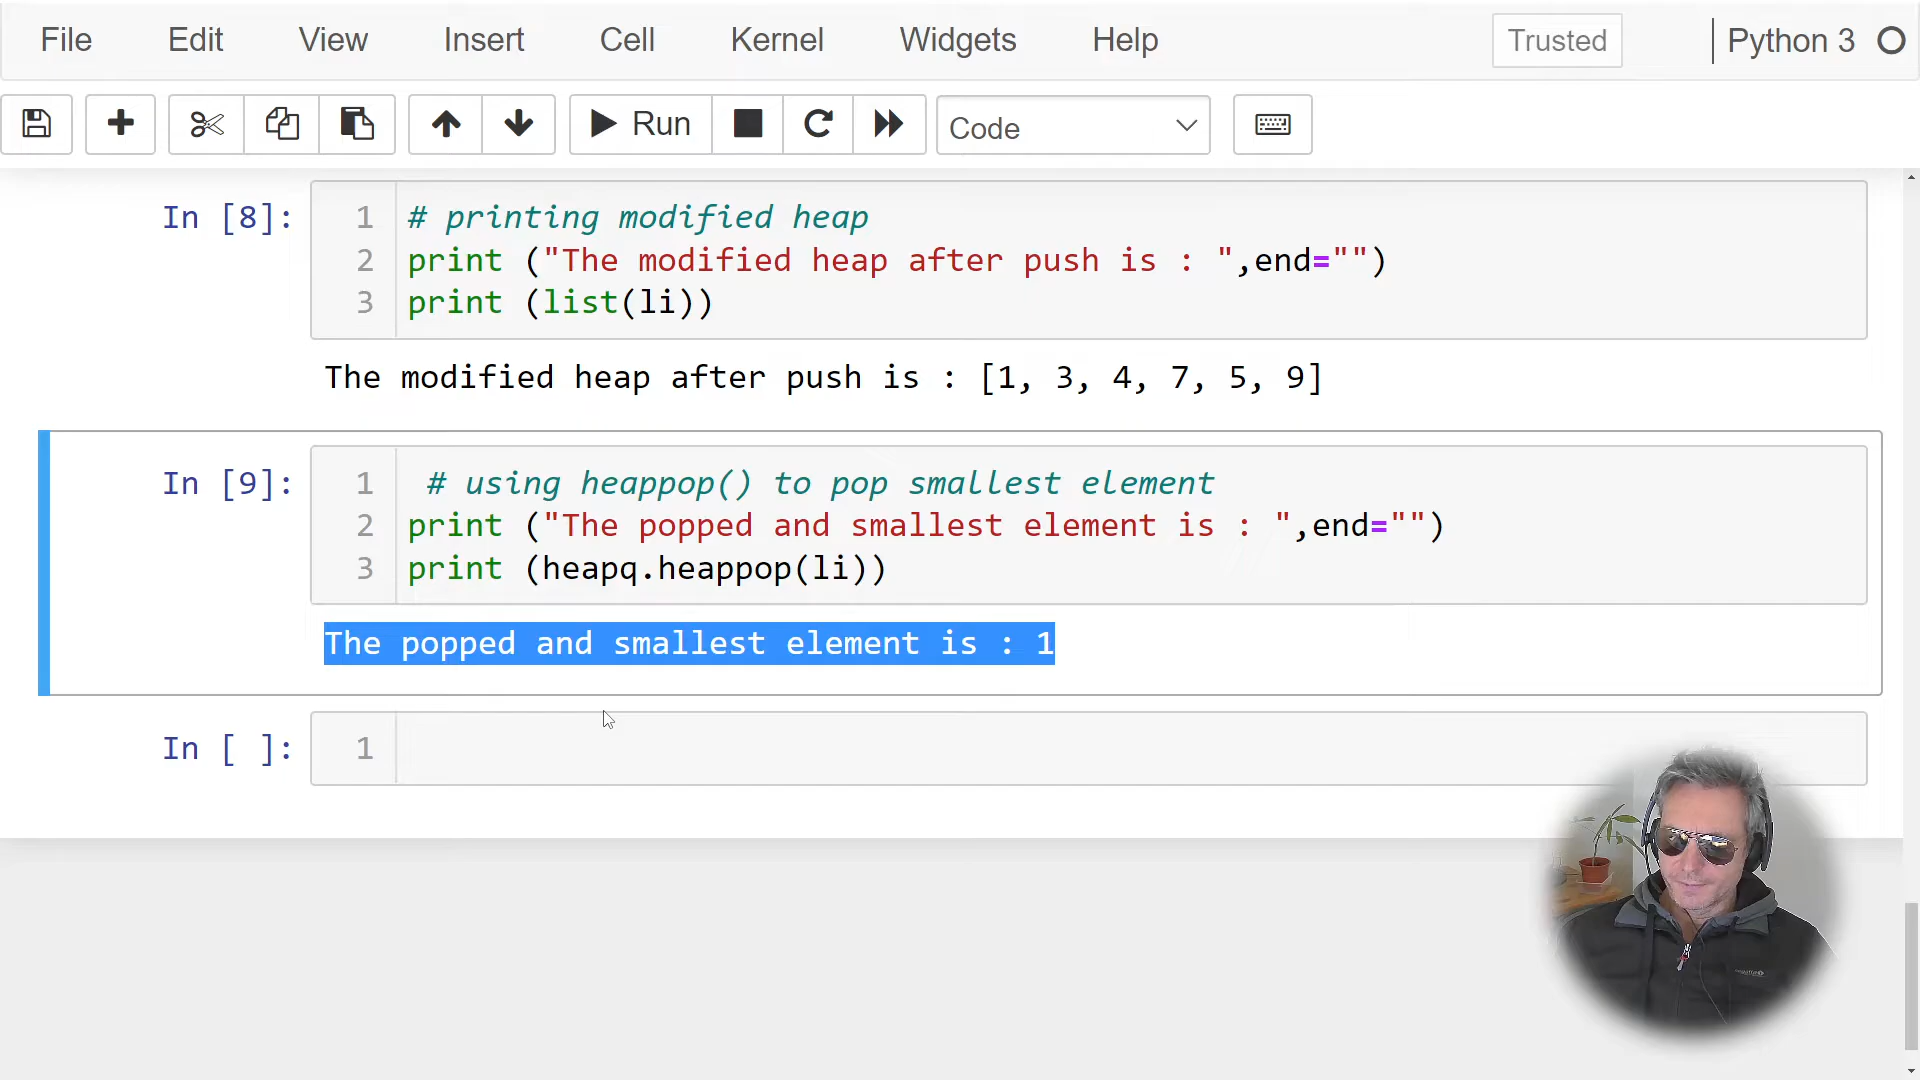 File Edit View Insert Cell Kernel Widgets Help Trusted Python 3
Run Code
In [8]:
1 # printing modified heap
2 print ("The modified heap after push is : ",end="")
3 print (list(li))
The modified heap after push is : [1, 3, 4, 7, 5, 9]
In [9]:
1 # using heappop() to pop smallest element
2 print ("The popped and smallest element is : ",end="")
3 print (heapq.heappop(li))
The popped and smallest element is : 1
In [ ]:
1